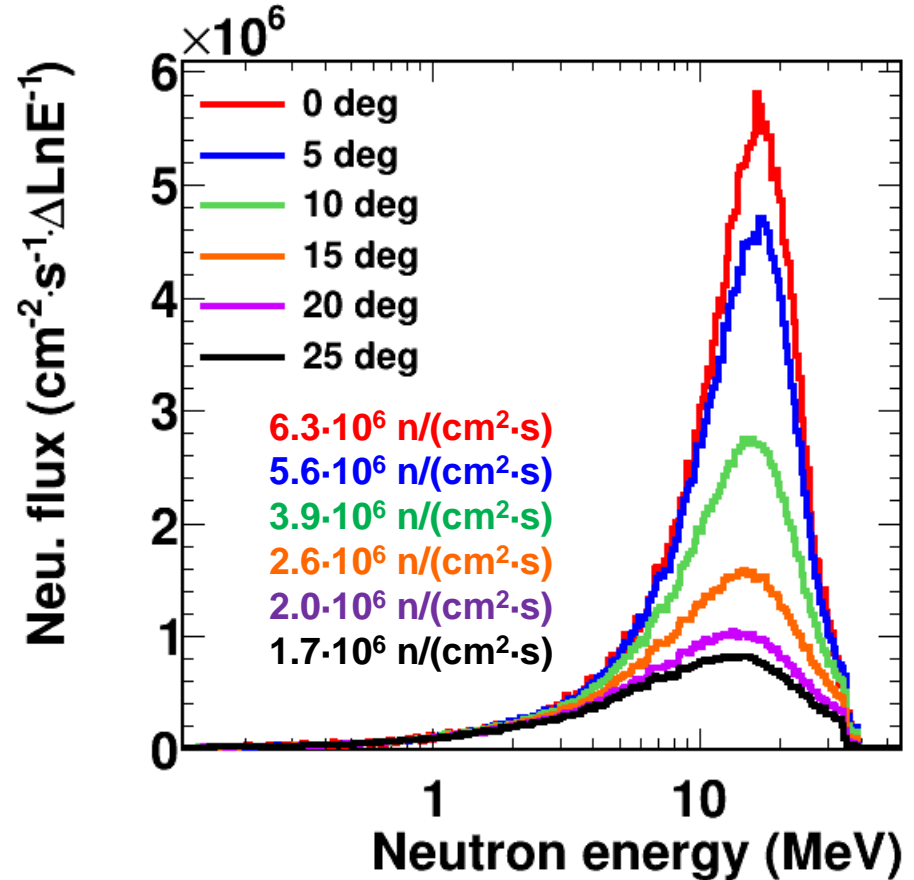 ×10⁶
Neu. flux (cm⁻²·s⁻¹·ΔLnE⁻¹)
6
5
4
3
2
1
0
0 deg
5 deg
10 deg
15 deg
20 deg
25 deg
6.3·10⁶ n/(cm²·s)
5.6·10⁶ n/(cm²·s)
3.9·10⁶ n/(cm²·s)
2.6·10⁶ n/(cm²·s)
2.0·10⁶ n/(cm²·s)
1.7·10⁶ n/(cm²·s)
1 10
Neutron energy (MeV)